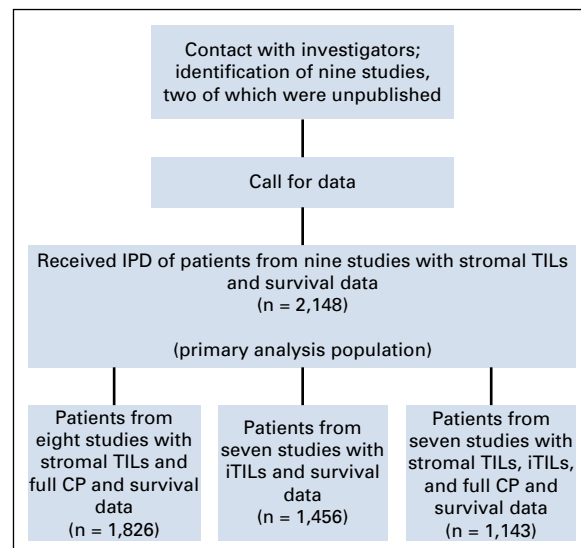 Contact with investigators;
identification of nine studies,
two of which were unpublished
Call for data
Received IPD of patients from nine studies with stromal TILs
and survival data
(n = 2,148)
(primary analysis population)
Patients from
eight studies with
stromal TILs and
full CP and survival
data
(n = 1,826)
Patients from
seven studies with
iTILs and survival
data
(n = 1,456)
Patients from
seven studies with
stromal TILs, iTILs,
and full CP and
survival data
(n = 1,143)